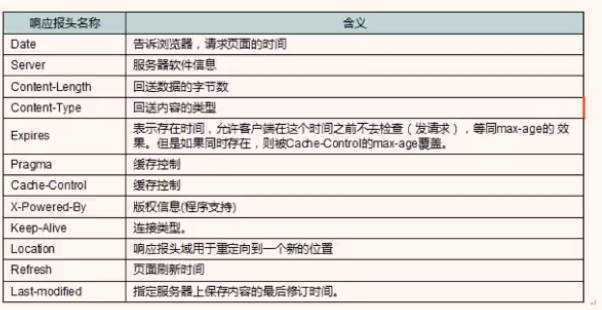 响应报头名称 含义
Date 告诉浏览器，请求页面的时间
Server 服务器软件信息
Content-Length 回送数据的字节数
Content-Type 回送内容的类型
Expires 表示存在时间，允许客户端在这个时间之前不去检查（发请求），等同max-age的 效
果。但是如果同时存在，则被Cache-Control的max-age覆盖。
Pragma 缓存控制
Cache-Control 缓存控制
X-Powered-By 版权信息(程序支持)
Keep-Alive 连接类型。
Location 响应报头域用于重定向到一个新的位置
Refresh 页面刷新时间
Last-modified 指定服务器上保存内容的最后修订时间。